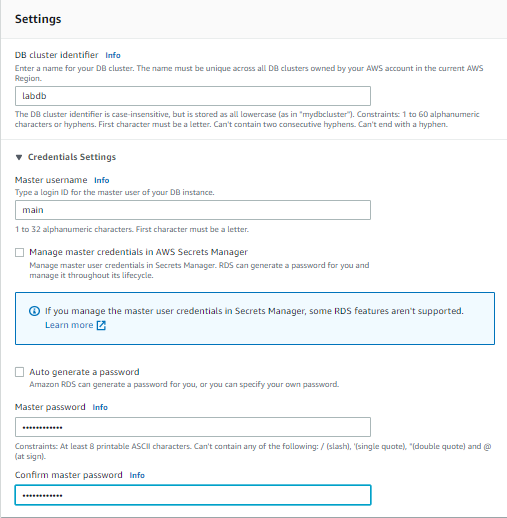 Settings
DB cluster identifier Info
Enter a name for your DB cluster. The name must be unique across all DB clusters owned by your AWS account in the current AWS
Region.
labdb
The DB cluster identifier is case-insensitive, but is stored as all lowercase (as in "mydbcluster"). Constraints: 1 to 60 alphanumeric
characters or hyphens. First character must be a letter. Can't contain two consecutive hyphens. Can't end with a hyphen.
▼ Credentials Settings
Master username Info
Type a login ID for the master user of your DB instance.
main
1 to 32 alphanumeric characters. First character must be a letter.
Manage master credentials in AWS Secrets Manager
Manage master user credentials in Secrets Manager. RDS can generate a password for you and
manage it throughout its lifecycle.
If you manage the master user credentials in Secrets Manager, some RDS features aren't supported.
Learn more
Auto generate a password
Amazon RDS can generate a password for you, or you can specify your own password.
Master password Info
••••••••••••
Constraints: At least 8 printable ASCII characters. Can't contain any of the following: / (slash), '(single quote), "(double quote) and @
(at sign).
Confirm master password Info
••••••••••••